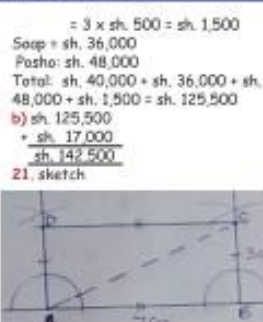 = 3 x sh. 500 = sh. 1,500
Soap = sh. 36,000
Posho: sh. 48,000
Total: sh. 40,000 + sh. 36,000 + sh.
48,000 + sh. 1,500 = sh. 125,500
b) sh. 125,500
+ sh. 17,000
sh. 142,500
21. sketch